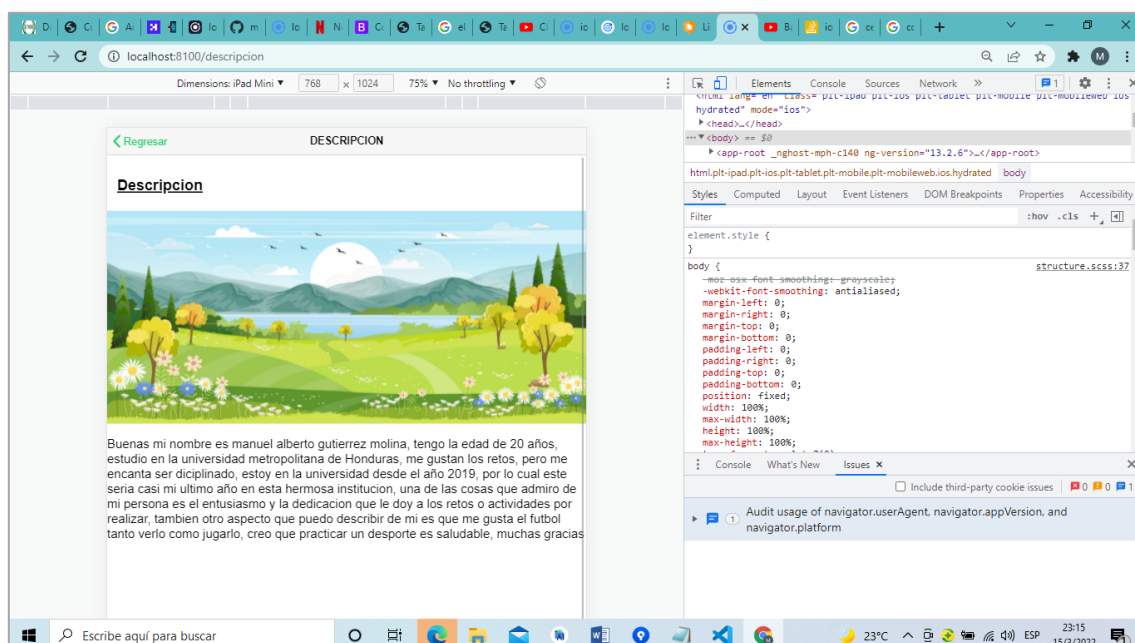 localhost:8100/descripcion
M
Dimensions: iPad Mini ▼ 768 x 1024 75% ▼ No throttling ▼
Elements Console Sources Network » 1
hydrated" mode="ios">
▶ <head>…</head>
··· ▼ <body> == $0
▶ <app-root _nghost-mph-c140 ng-version="13.2.6">…</app-root>
html.plt-ipad.plt-ios.plt-tablet.plt-mobile.plt-mobileweb.ios.hydrated body
Styles Computed Layout Event Listeners DOM Breakpoints Properties Accessibility
Filter :hov .cls +
element.style {
}
body { structure.scss:37
-moz-osx-font-smoothing: grayscale;
-webkit-font-smoothing: antialiased;
margin-left: 0;
margin-right: 0;
margin-top: 0;
margin-bottom: 0;
padding-left: 0;
padding-right: 0;
padding-top: 0;
padding-bottom: 0;
position: fixed;
width: 100%;
max-width: 100%;
height: 100%;
max-height: 100%;
Console What's New Issues ×
Include third-party cookie issues 0 0 1
1 Audit usage of navigator.userAgent, navigator.appVersion, and
navigator.platform
Regresar DESCRIPCION
Descripcion
Buenas mi nombre es manuel alberto gutierrez molina, tengo la edad de 20 años,
estudio en la universidad metropolitana de Honduras, me gustan los retos, pero me
encanta ser diciplinado, estoy en la universidad desde el año 2019, por lo cual este
seria casi mi ultimo año en esta hermosa institucion, una de las cosas que admiro de
mi persona es el entusiasmo y la dedicacion que le doy a los retos o actividades por
realizar, tambien otro aspecto que puedo describir de mi es que me gusta el futbol
tanto verlo como jugarlo, creo que practicar un desporte es saludable, muchas gracias
Escribe aquí para buscar
23°C ESP 23:15